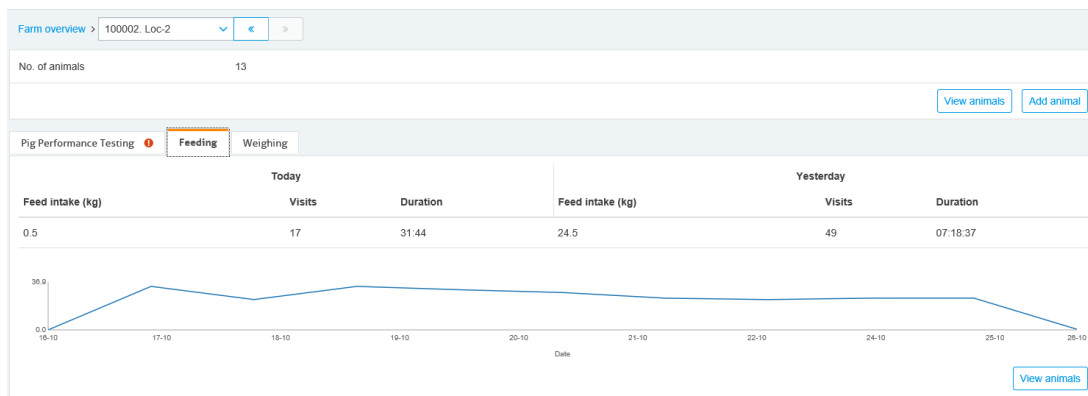 Farm overview > 100002. Loc-2 « »
No. of animals 13
View animals Add animal
Pig Performance Testing ! Feeding Weighing
Today Yesterday
Feed intake (kg) Visits Duration Feed intake (kg) Visits Duration
0.5 17 31:44 24.5 49 07:18:37
36.9
0.0
16-10 17-10 18-10 19-10 20-10 21-10 22-10 24-10 25-10 26-10
Date
View animals